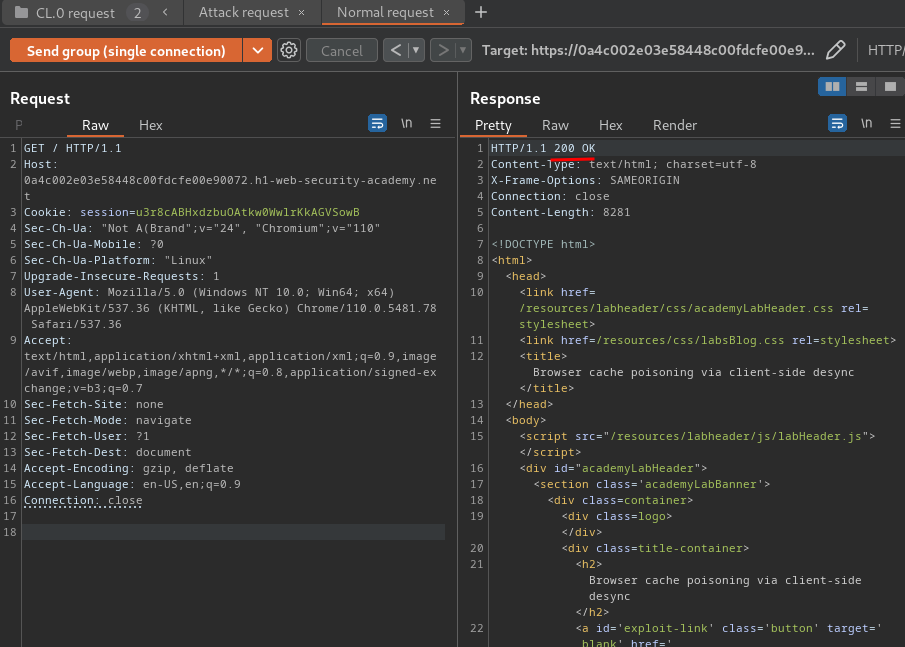 CL.0 request 2 < Attack request × Normal request × +
Send group (single connection) Cancel < ▼ > ▼ Target: https://0a4c002e03e58448c00fdcfe00e9... HTTP/
Request
P Raw Hex \n
1 GET / HTTP/1.1
2 Host:
0a4c002e03e58448c00fdcfe00e90072.h1-web-security-academy.ne
t
3 Cookie: session=u3r8cABHxdzbuOAtkw0WwlrKkAGVSowB
4 Sec-Ch-Ua: "Not A(Brand";v="24", "Chromium";v="110"
5 Sec-Ch-Ua-Mobile: ?0
6 Sec-Ch-Ua-Platform: "Linux"
7 Upgrade-Insecure-Requests: 1
8 User-Agent: Mozilla/5.0 (Windows NT 10.0; Win64; x64)
AppleWebKit/537.36 (KHTML, like Gecko) Chrome/110.0.5481.78
Safari/537.36
9 Accept:
text/html,application/xhtml+xml,application/xml;q=0.9,image
/avif,image/webp,image/apng,*/*;q=0.8,application/signed-ex
change;v=b3;q=0.7
10 Sec-Fetch-Site: none
11 Sec-Fetch-Mode: navigate
12 Sec-Fetch-User: ?1
13 Sec-Fetch-Dest: document
14 Accept-Encoding: gzip, deflate
15 Accept-Language: en-US,en;q=0.9
16 Connection: close
17
18
Response
Pretty Raw Hex Render \n
1 HTTP/1.1 200 OK
2 Content-Type: text/html; charset=utf-8
3 X-Frame-Options: SAMEORIGIN
4 Connection: close
5 Content-Length: 8281
6
7 <!DOCTYPE html>
8 <html>
9 <head>
10 <link href=
/resources/labheader/css/academyLabHeader.css rel=
stylesheet>
11 <link href=/resources/css/labsBlog.css rel=stylesheet>
12 <title>
Browser cache poisoning via client-side desync
</title>
13 </head>
14 <body>
15 <script src="/resources/labheader/js/labHeader.js">
</script>
16 <div id="academyLabHeader">
17 <section class='academyLabBanner'>
18 <div class=container>
19 <div class=logo>
</div>
20 <div class=title-container>
21 <h2>
Browser cache poisoning via client-side
desync
</h2>
22 <a id='exploit-link' class='button' target='
blank' href='